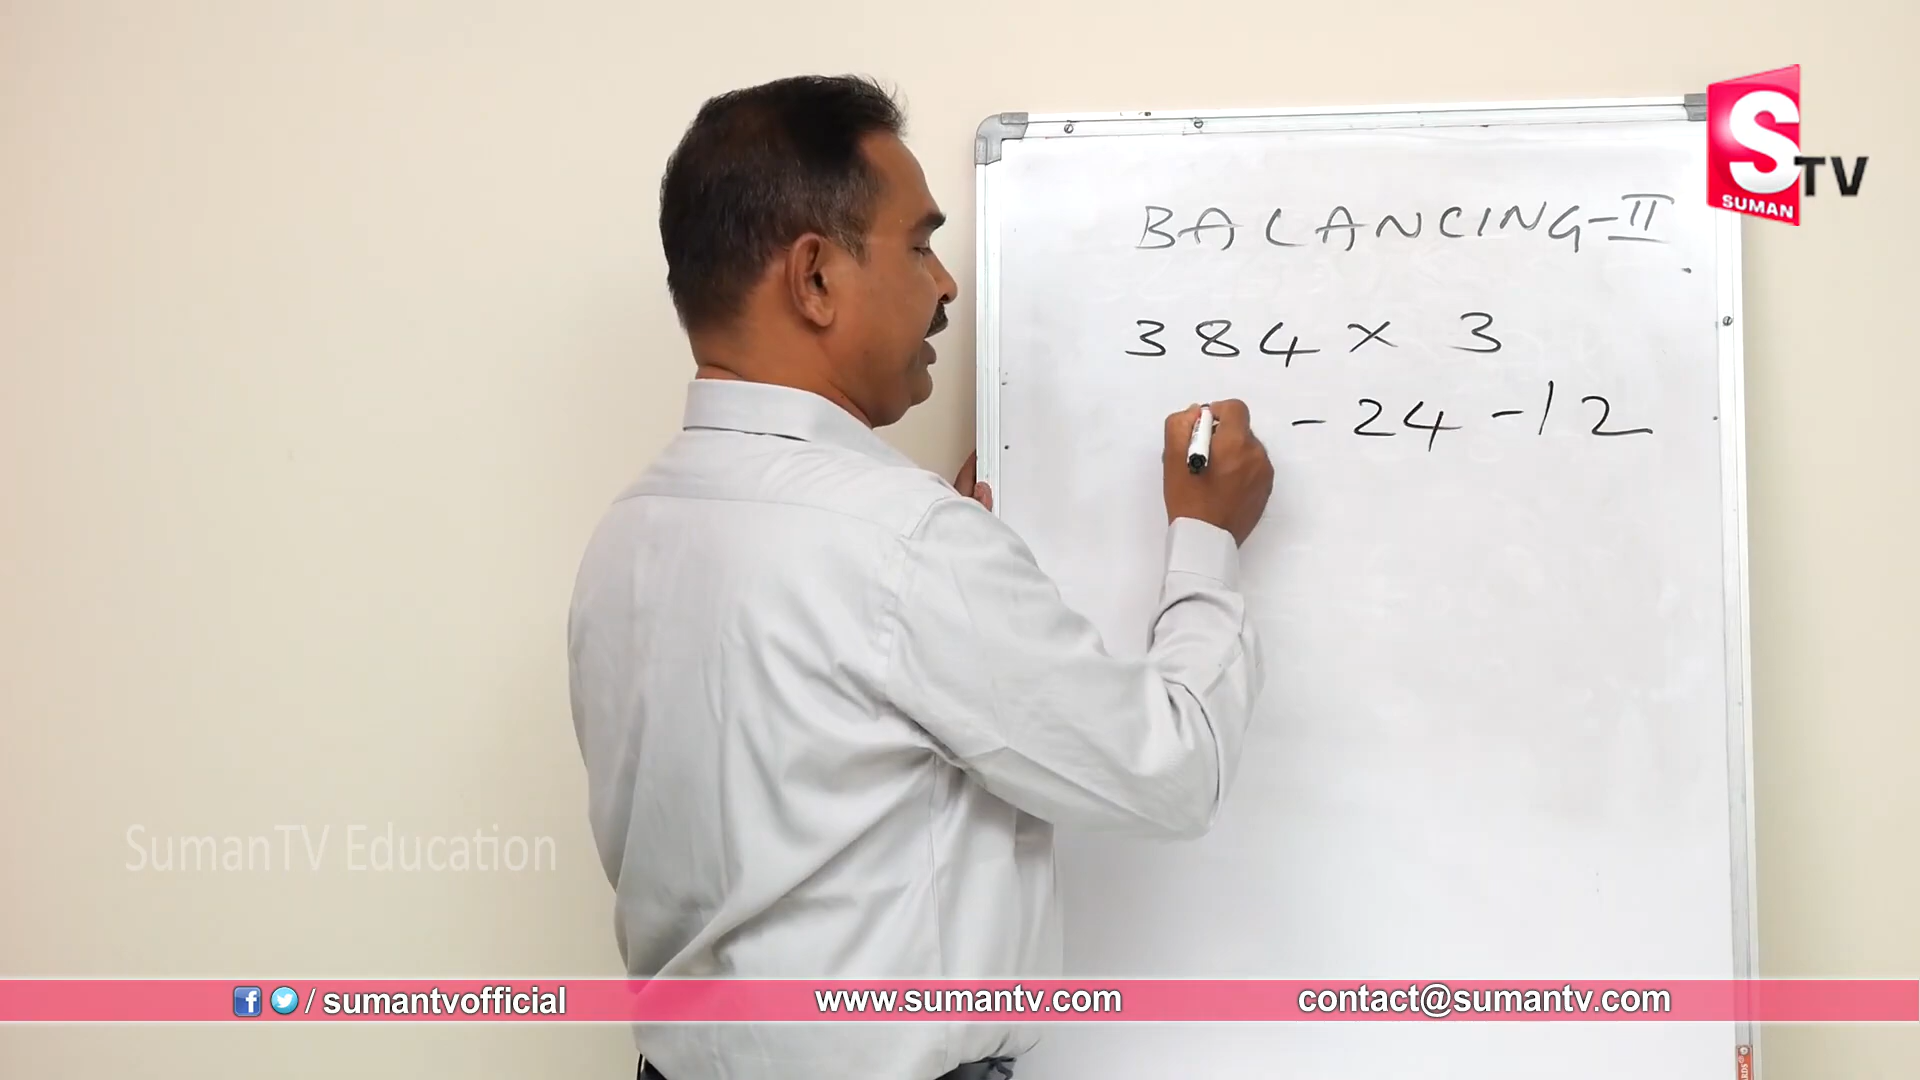 S TV
SUMAN
BALANCING-II
384 × 3
- 24 - 12
SumanTV Education
/ sumantvofficial
www.sumantv.com
contact@sumantv.com